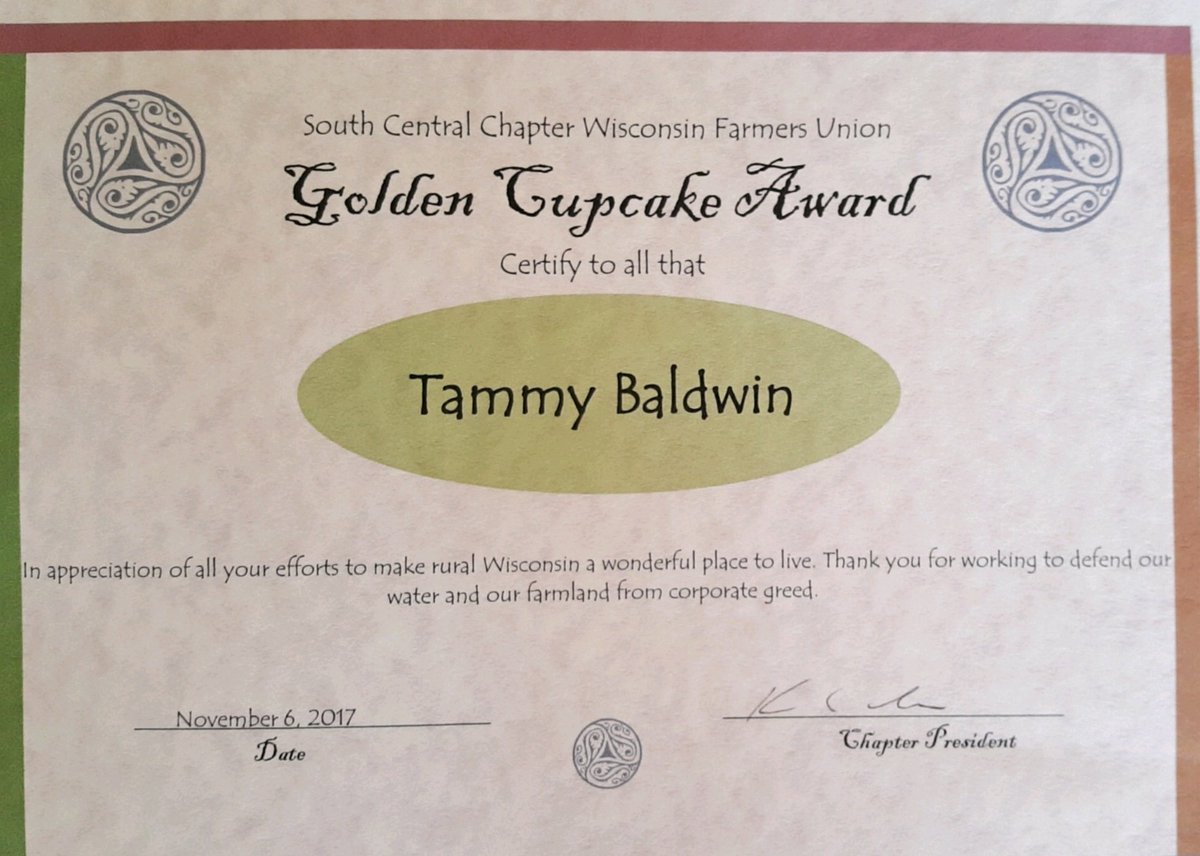 South Central Chapter Wisconsin Farmers Union
Golden Cupcake Award
Certify to all that
Tammy Baldwin
In appreciation of all your efforts to make rural Wisconsin a wonderful place to live. Thank you for working to defend our
water and our farmland from corporate greed.
November 6, 2017
Date
Chapter President